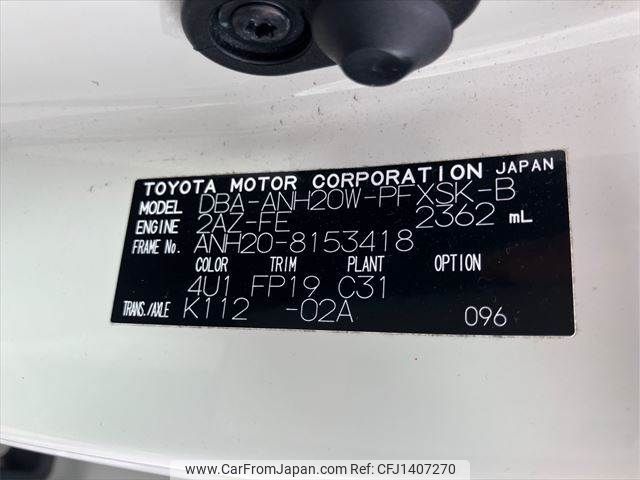 TOYOTA MOTOR CORPORATION JAPAN
MODEL DBA-ANH20W-PFXSK-B
ENGINE 2AZ-FE 2362 mL
FRAME No. ANH20-8153418
COLOR TRIM PLANT OPTION
4U1 FP19 C31
TRANS./AXLE K112 -02A 096
www.CarFromJapan.com - CFJ1407270